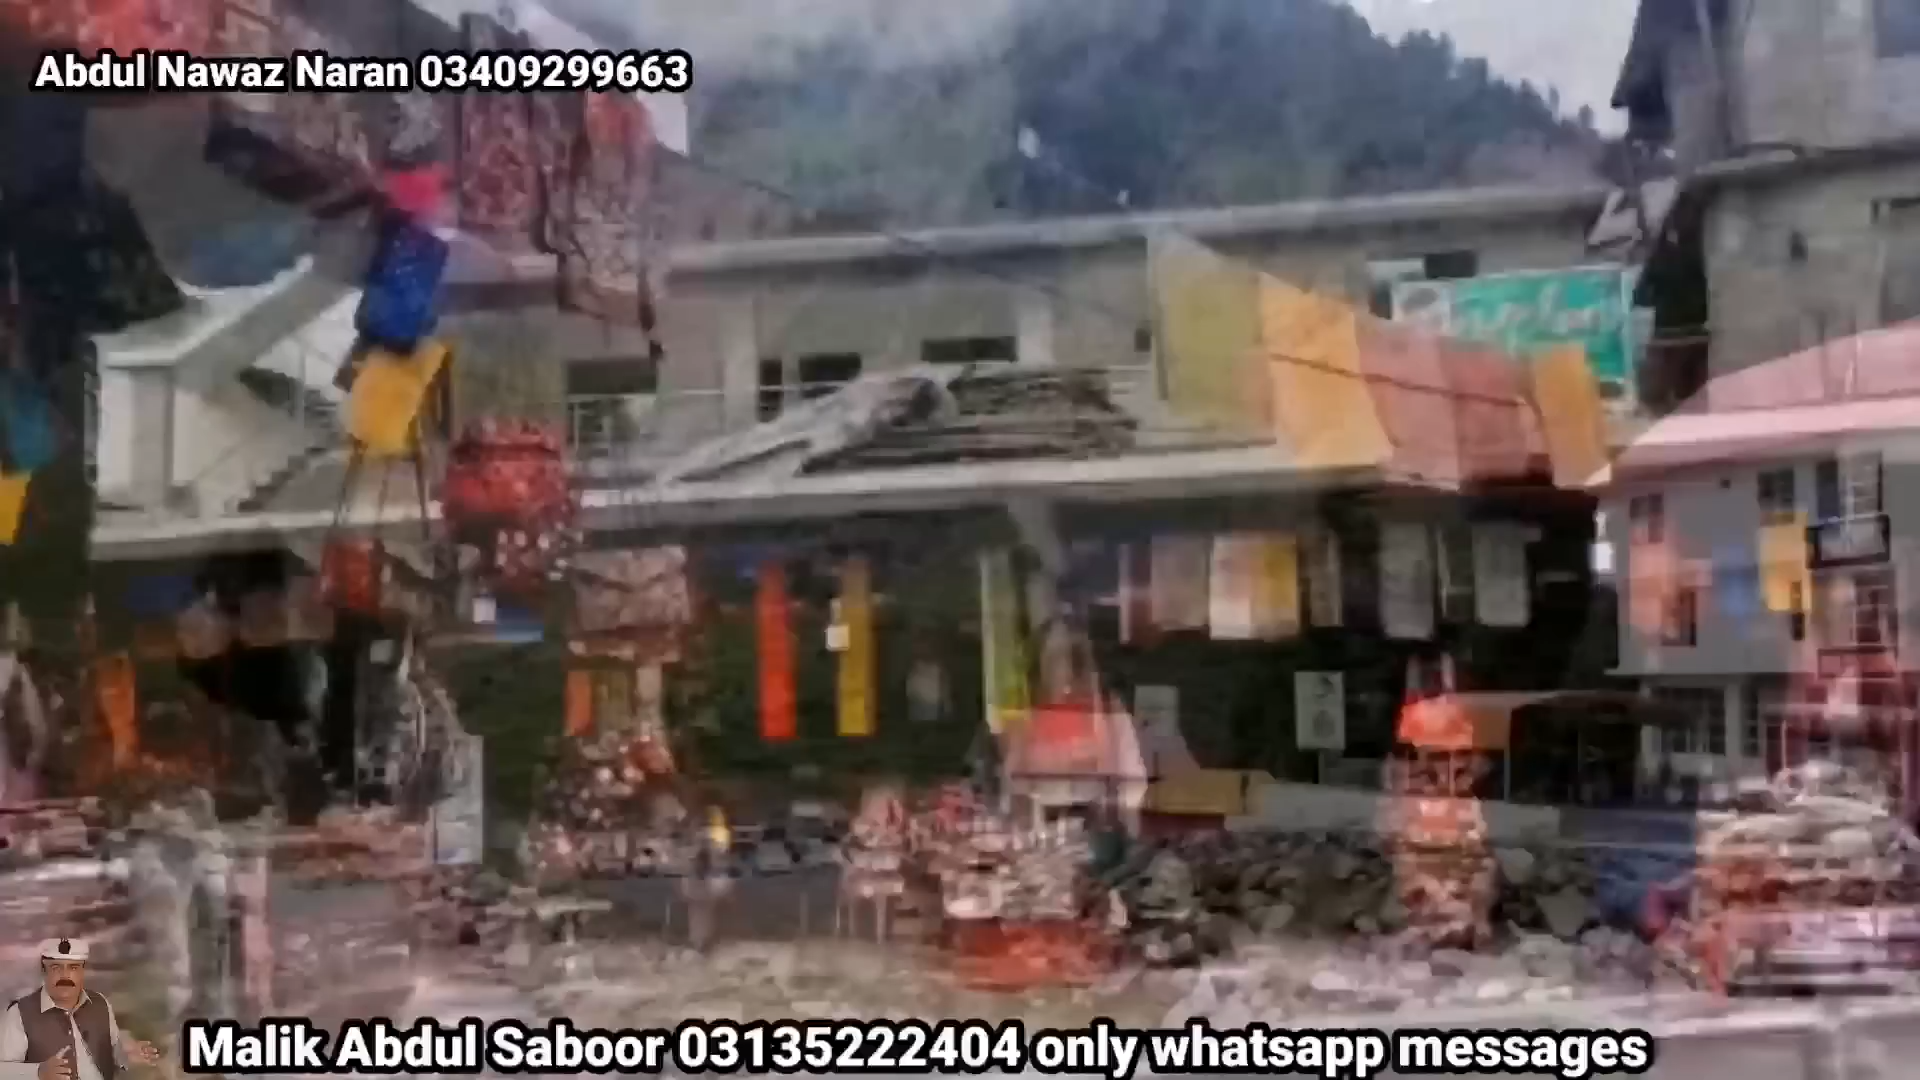 Abdul Nawaz Naran 03409299663
Malik Abdul Saboor 03135222404 only whatsapp messages